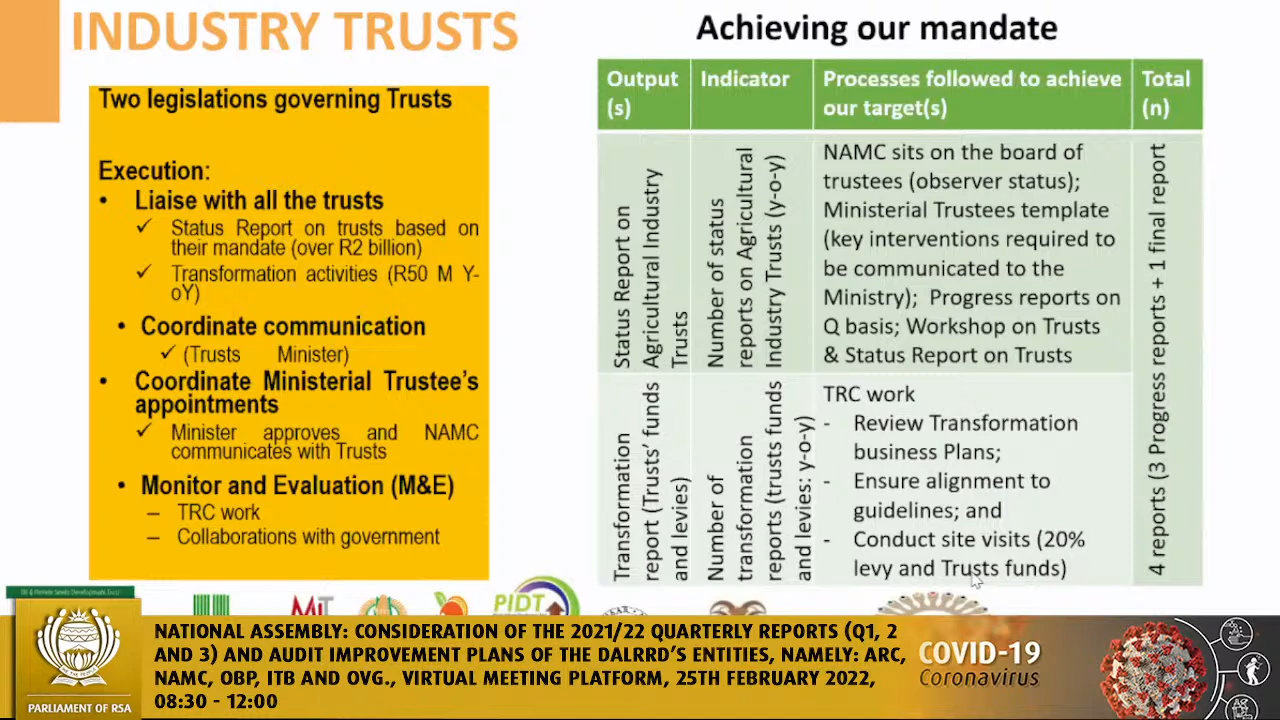 INDUSTRY TRUSTS
Two legislations governing Trusts
Execution:
• Liaise with all the trusts
✓ Status Report on trusts based on
their mandate (over R2 billion)
✓ Transformation activities (R50 M Y-
oY)
• Coordinate communication
✓ (Trusts Minister)
• Coordinate Ministerial Trustee's
appointments
✓ Minister approves and NAMC
communicates with Trusts
• Monitor and Evaluation (M&E)
– TRC work
– Collaborations with government
Achieving our mandate
Output
(s)
Indicator
Processes followed to achieve
our target(s)
Total
(n)
Status Report on
Agricultural Industry
Trusts
Number of status
reports on Agricultural
Industry Trusts (y-o-y)
NAMC sits on the board of
trustees (observer status);
Ministerial Trustees template
(key interventions required to
be communicated to the
Ministry); Progress reports on
Q basis; Workshop on Trusts
& Status Report on Trusts
4 reports (3 Progress reports + 1 final report
Transformation
report (Trusts' funds
and levies)
Number of
transformation
reports (trusts funds
and levies: y-o-y)
TRC work
- Review Transformation
business Plans;
- Ensure alignment to
guidelines; and
- Conduct site visits (20%
levy and Trusts funds)
PIDT
PARLIAMENT OF RSA
NATIONAL ASSEMBLY: CONSIDERATION OF THE 2021/22 QUARTERLY REPORTS (Q1, 2
AND 3) AND AUDIT IMPROVEMENT PLANS OF THE DALRRD'S ENTITIES, NAMELY: ARC,
NAMC, OBP, ITB AND OVG., VIRTUAL MEETING PLATFORM, 25TH FEBRUARY 2022,
08:30 - 12:00
COVID-19
Coronavirus